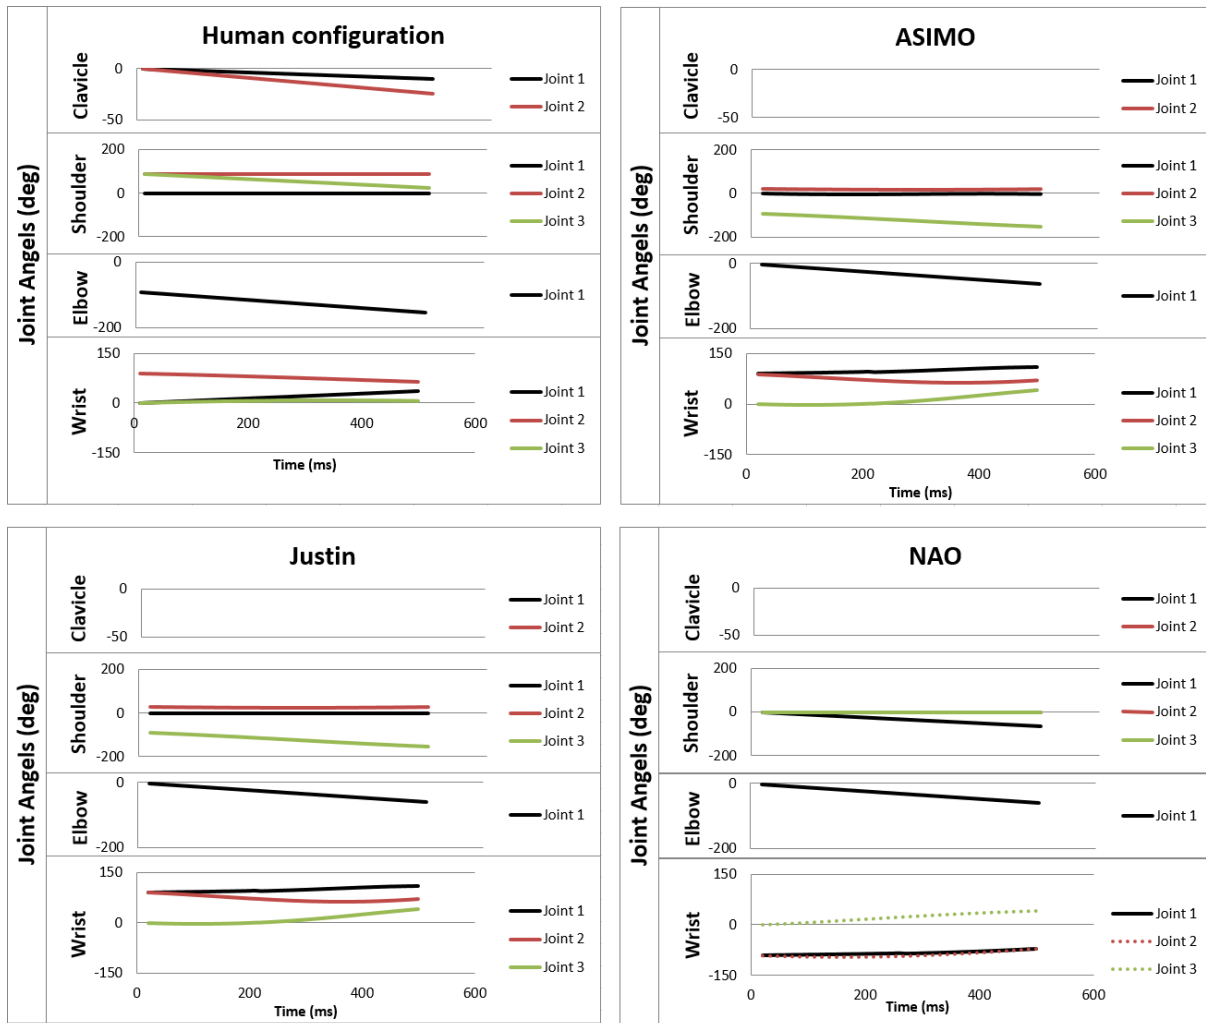 Human configuration
Joint Angels (deg)
Clavicle
0
-50
Joint 1
Joint 2
Shoulder
200
0
-200
Joint 1
Joint 2
Joint 3
Elbow
0
-200
Joint 1
Wrist
150
0
-150
0
200
400
600
Time (ms)
Joint 1
Joint 2
Joint 3
ASIMO
Joint Angels (deg)
Clavicle
0
-50
Joint 1
Joint 2
Shoulder
200
0
-200
Joint 1
Joint 2
Joint 3
Elbow
0
-200
Joint 1
Wrist
150
0
-150
0
200
400
600
Time (ms)
Joint 1
Joint 2
Joint 3
Justin
Joint Angels (deg)
Clavicle
0
-50
Joint 1
Joint 2
Shoulder
200
0
-200
Joint 1
Joint 2
Joint 3
Elbow
0
-200
Joint 1
Wrist
150
0
-150
0
200
400
600
Time (ms)
Joint 1
Joint 2
Joint 3
NAO
Joint Angels (deg)
Clavicle
0
-50
Joint 1
Joint 2
Shoulder
200
0
-200
Joint 1
Joint 2
Joint 3
Elbow
0
-200
Joint 1
Wrist
150
0
-150
0
200
400
600
Time (ms)
Joint 1
Joint 2
Joint 3